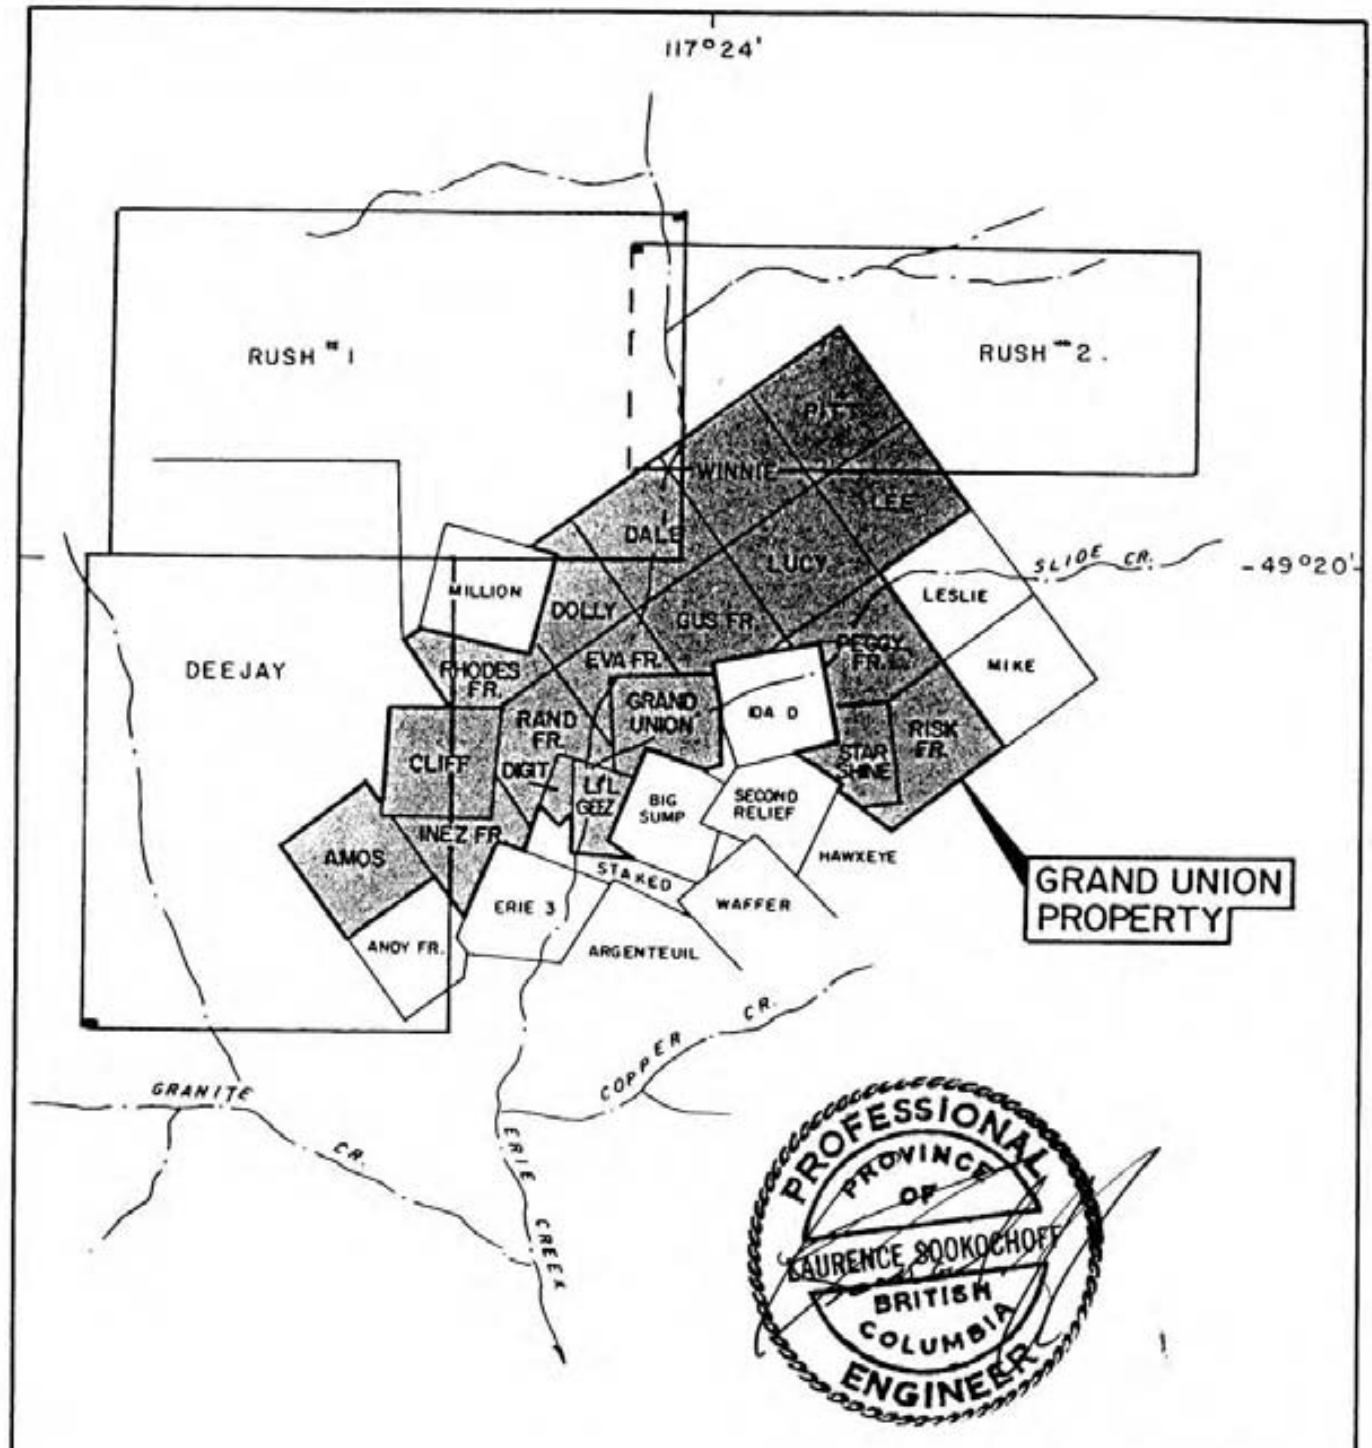 117°24'
RUSH #1
RUSH #2.
PITT
WINNIE
LEE
DALE
LUCY
SLIDE CR.
49°20'
MILLION
LESLIE
DOLLY
GUS FR.
PEGGY
FR.
MIKE
DEEJAY
RHODES
FR.
EVA FR.
GRAND
UNION
IDA D
RAND
FR.
RISK
FR.
STAR
SHINE
CLIFF
DIGIT
LI'L
GEEZ
BIG
SUMP
SECOND
RELIEF
INEZ FR.
AMOS
HAWXEYE
STAKED
GRAND UNION
PROPERTY
ERIE 3
WAFFER
ANDY FR.
ARGENTEUIL
COPPER CR.
GRANITE CR.
ERIE CREEK
PROFESSIONAL
PROVINCE
OF
LAURENCE SOOKOCHOFF
BRITISH
COLUMBIA
ENGINEER